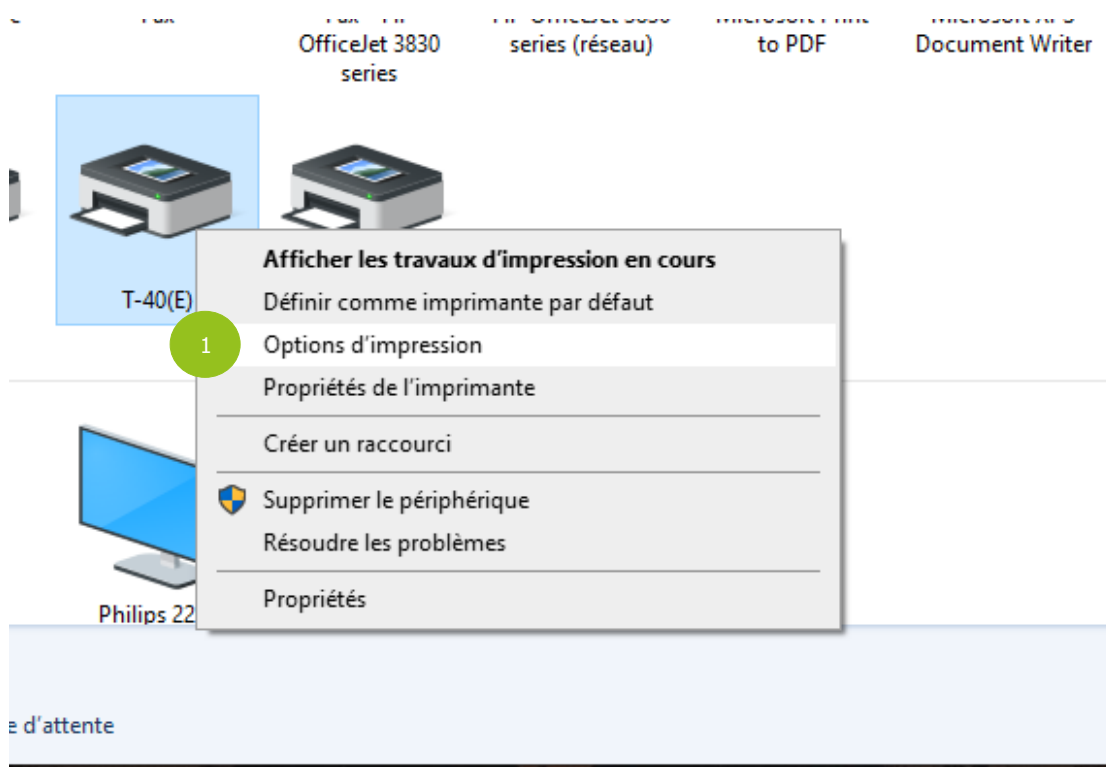 Fax
OfficeJet 3830
series
series (réseau)
to PDF
Document Writer
T-40(E)
Afficher les travaux d'impression en cours
Définir comme imprimante par défaut
1
Options d'impression
Propriétés de l'imprimante
Créer un raccourci
Supprimer le périphérique
Résoudre les problèmes
Propriétés
Philips 22
e d'attente